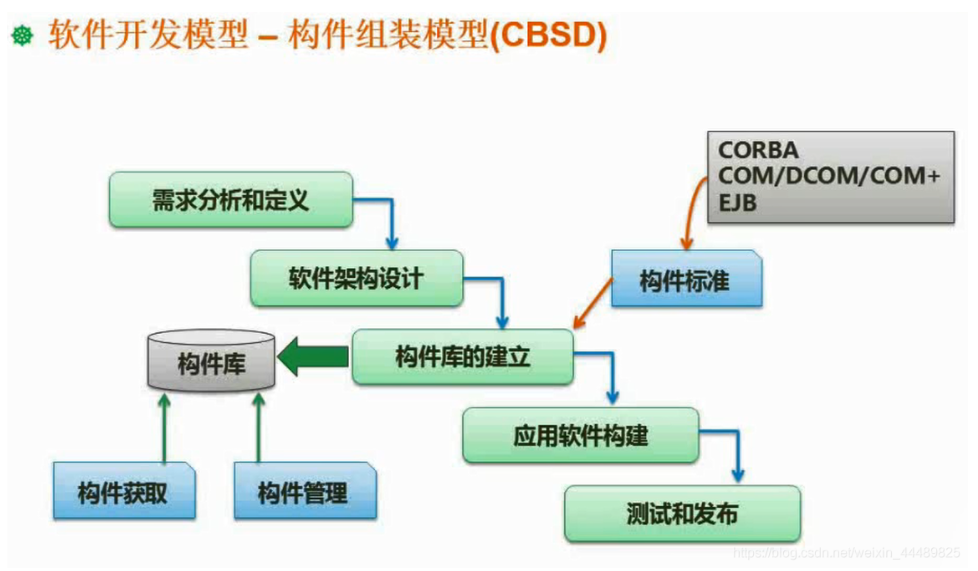 软件开发模型 – 构件组装模型(CBSD)
CORBA
COM/DCOM/COM+
EJB
需求分析和定义
软件架构设计
构件标准
构件库
构件库的建立
应用软件构建
构件获取
构件管理
测试和发布
https://blog.csdn.net/weixin_44489825